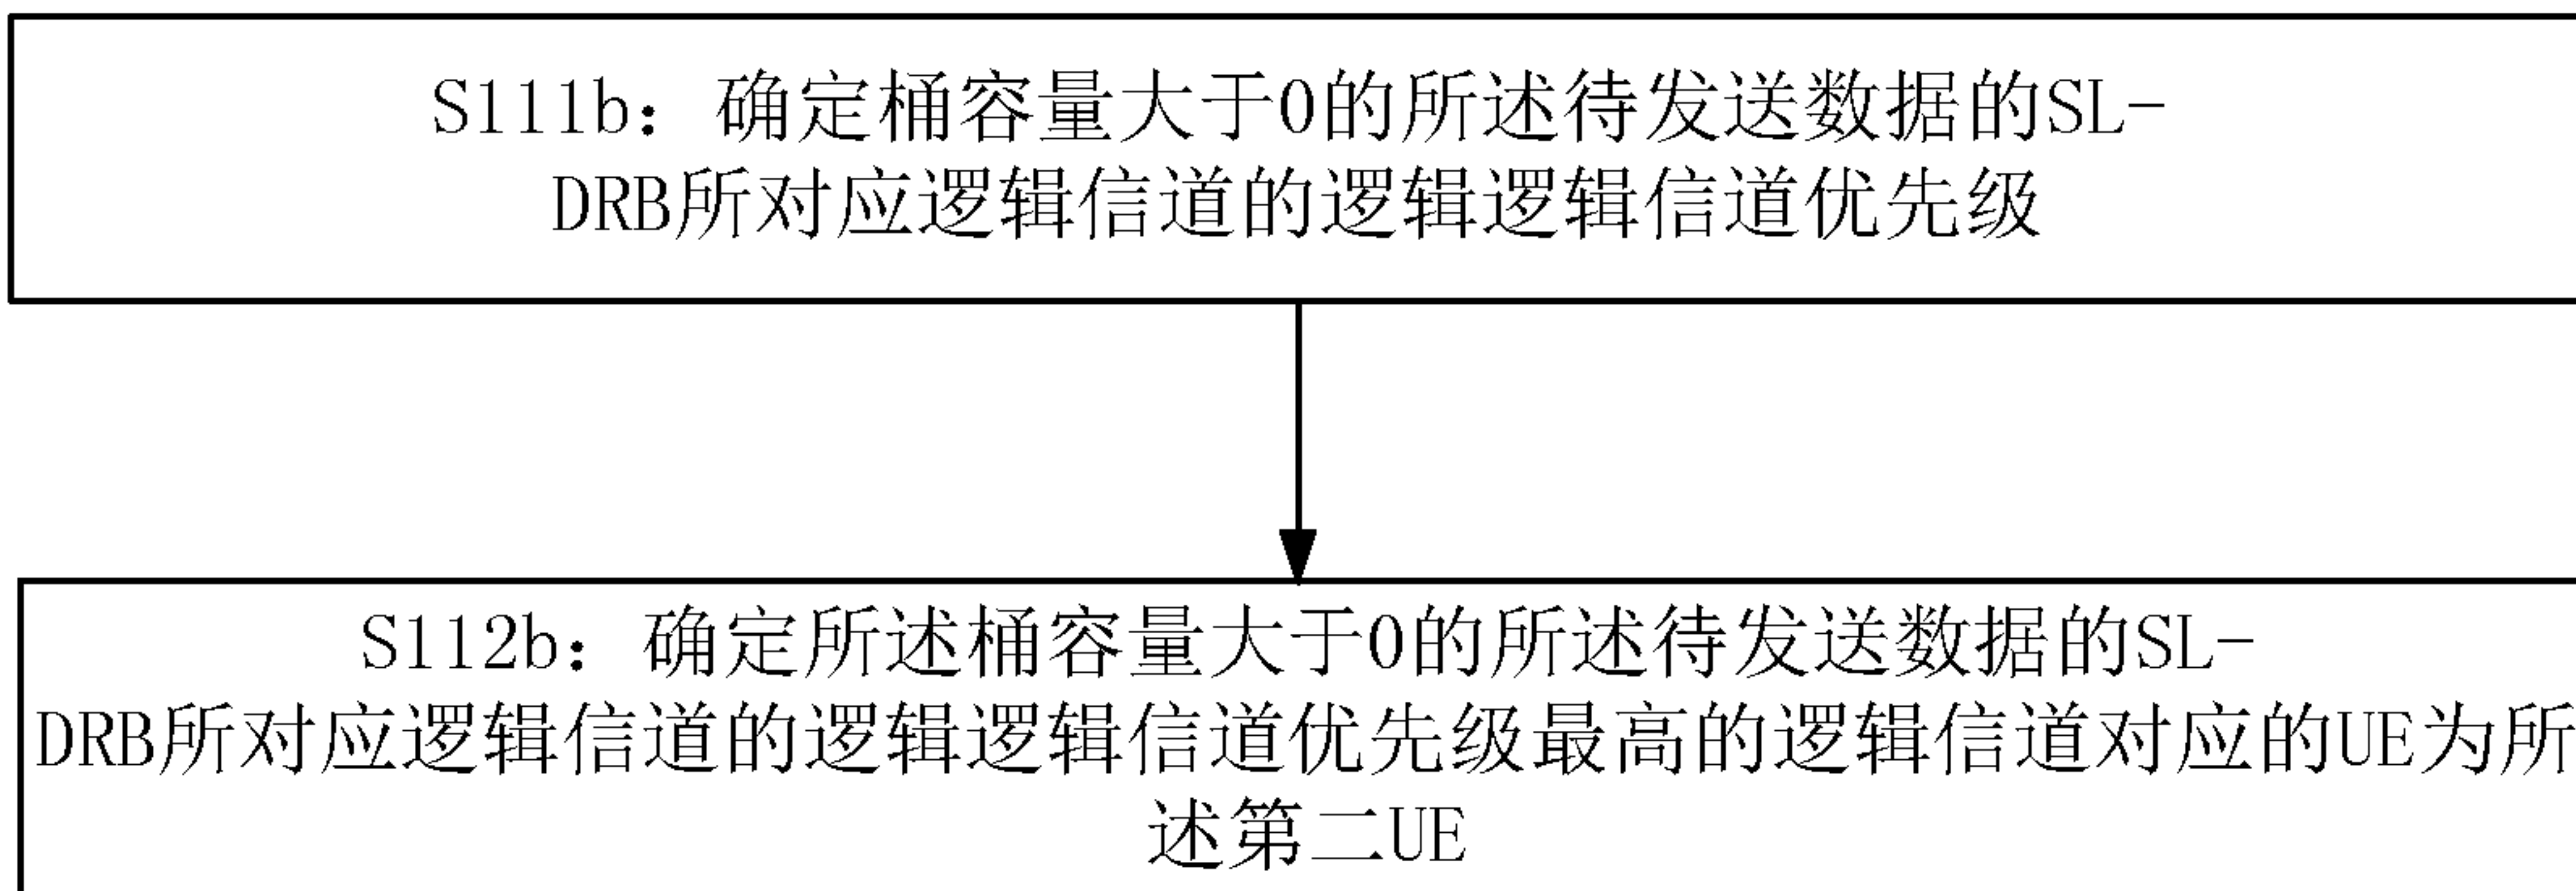 S111b：确定桶容量大于0的所述待发送数据的SL-
DRB所对应逻辑信道的逻辑逻辑信道优先级
S112b：确定所述桶容量大于0的所述待发送数据的SL-
DRB所对应逻辑信道的逻辑逻辑信道优先级最高的逻辑信道对应的UE为所
述第二UE